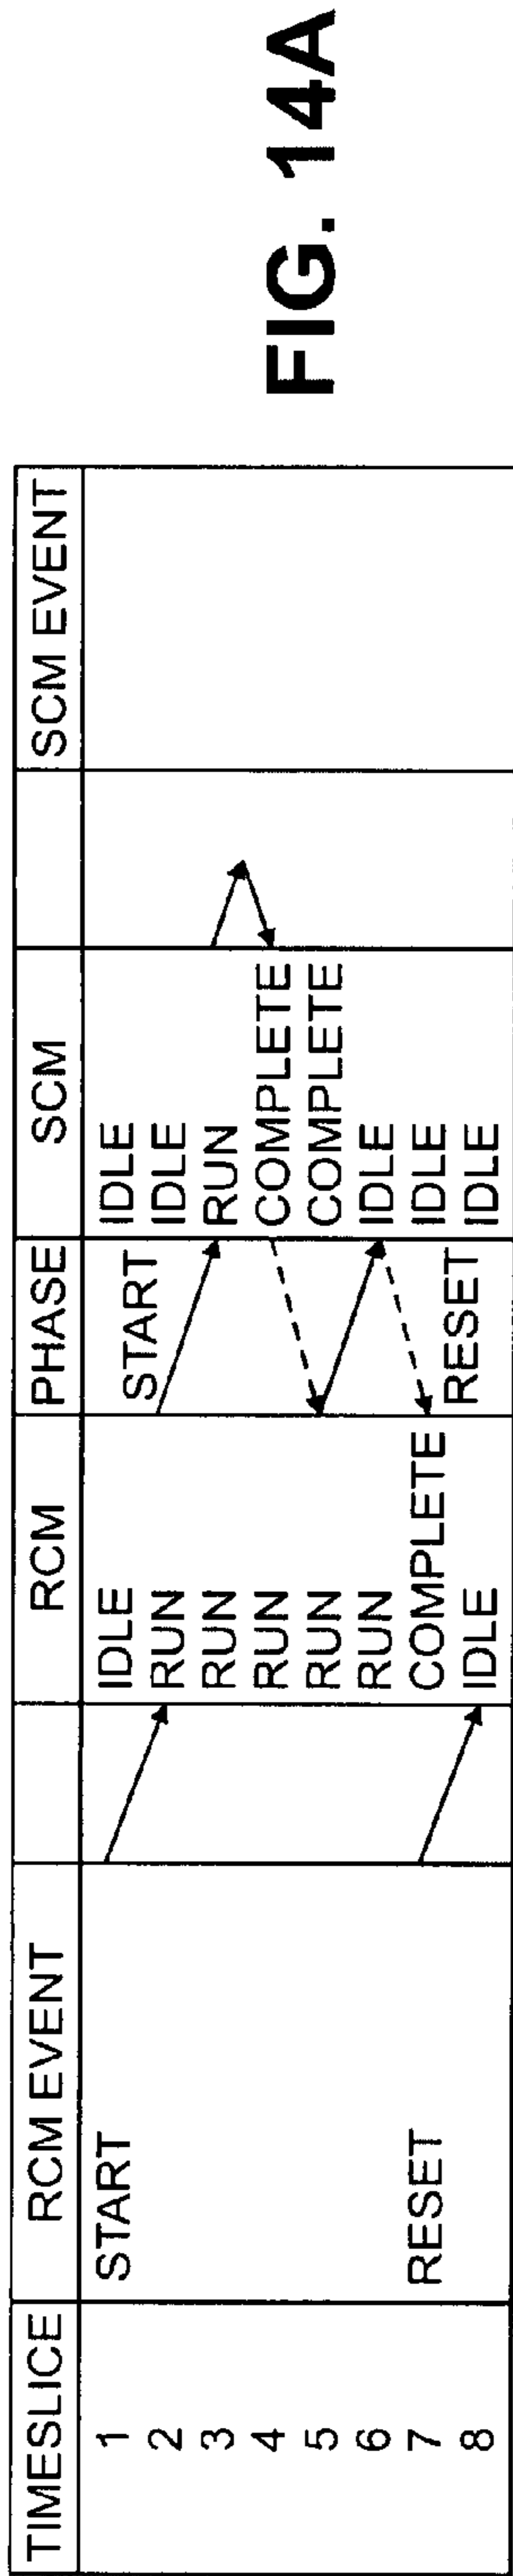 TIMESLICE RCM EVENT RCM PHASE SCM SCM EVENT
1 START IDLE IDLE
2 RUN START IDLE
3 RUN RUN
4 RUN COMPLETE
5 RUN COMPLETE
6 RUN IDLE
7 RESET COMPLETE IDLE
8 IDLE RESET IDLE
FIG. 14A